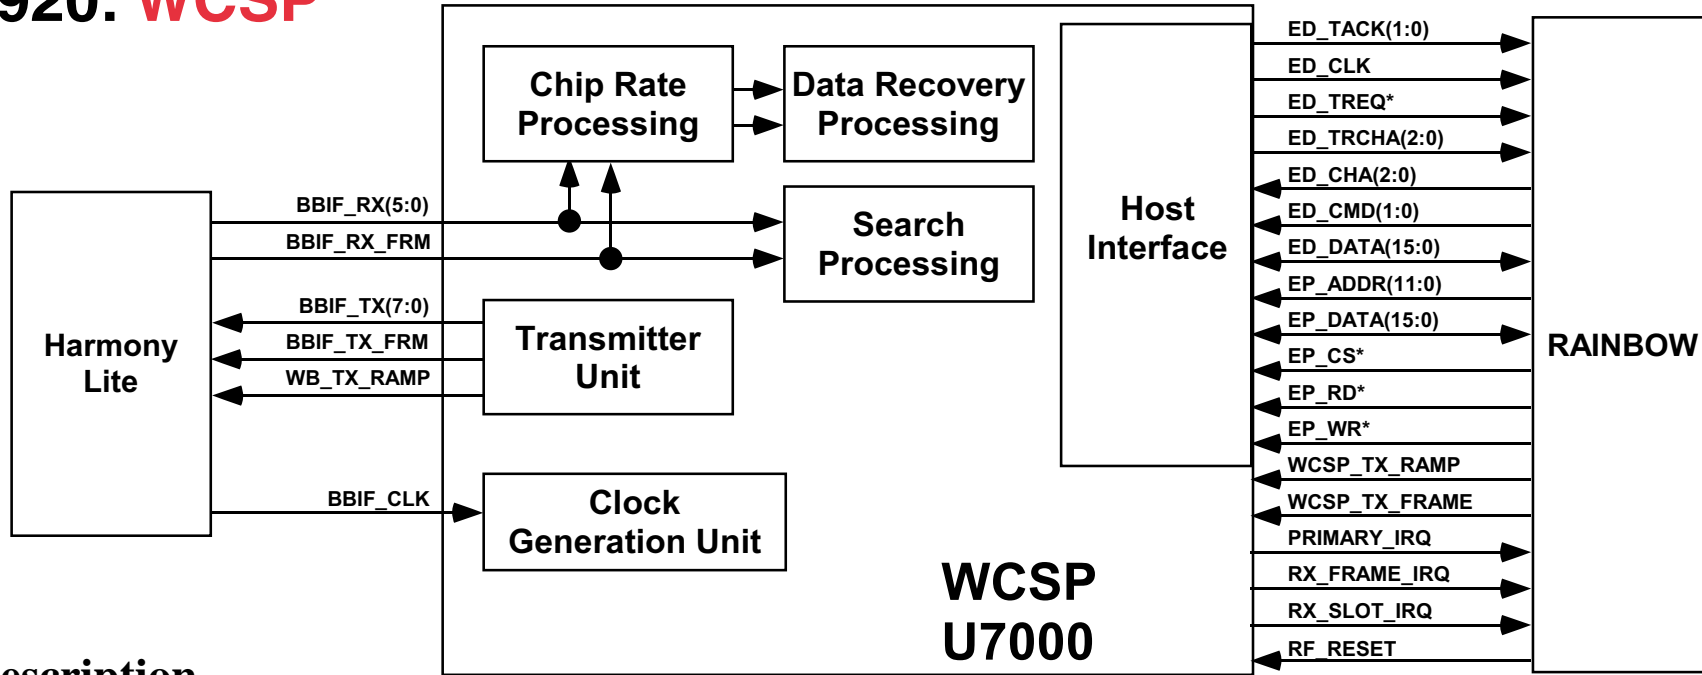 920: WCSP
Chip Rate
Processing
Data Recovery
Processing
Search
Processing
Transmitter
Unit
Clock
Generation Unit
Host
Interface
WCSP
U7000
Harmony
Lite
RAINBOW
BBIF_RX(5:0)
BBIF_RX_FRM
BBIF_TX(7:0)
BBIF_TX_FRM
WB_TX_RAMP
BBIF_CLK
ED_TACK(1:0)
ED_CLK
ED_TREQ*
ED_TRCHA(2:0)
ED_CHA(2:0)
ED_CMD(1:0)
ED_DATA(15:0)
EP_ADDR(11:0)
EP_DATA(15:0)
EP_CS*
EP_RD*
EP_WR*
WCSP_TX_RAMP
WCSP_TX_FRAME
PRIMARY_IRQ
RX_FRAME_IRQ
RX_SLOT_IRQ
RF_RESET
escription